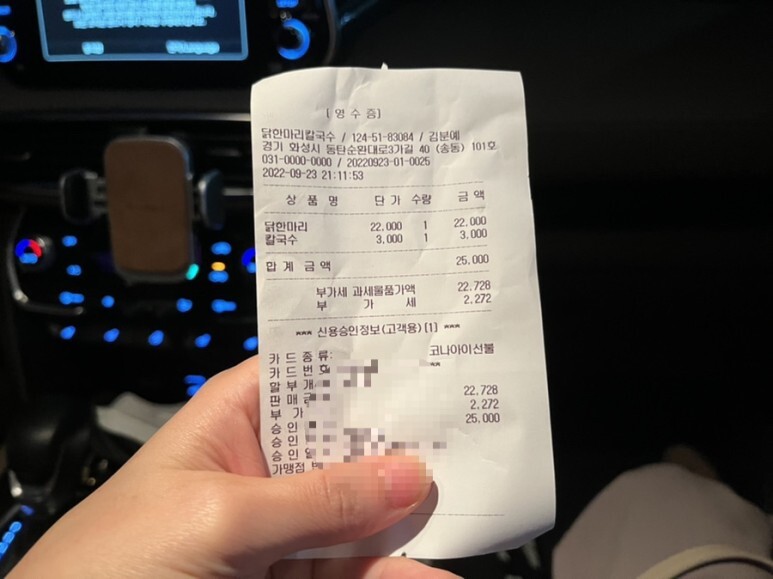 [영 수 증]
닭한마리칼국수 / 124-51-83084 / 김분예
경기 화성시 동탄순환대로3가길 40 (송동) 101호
031-0000-0000 / 20220923-01-0025
2022-09-23 21:11:53
상 품 명 단 가 수량 금 액
닭한마리 22,000 1 22,000
칼국수 3,000 1 3,000
합 계 금 액 25,000
부가세 과세물품가액 22,728
부 가 세 2,272
*** 신용승인정보(고객용)[1] ***
카 드 종 류: 코나아이선불
카 드 번 호 **
할 부 개
판 매 금 22,728
부 가 2,272
승 인 25,000
승 인
승 인 일
가맹점 번